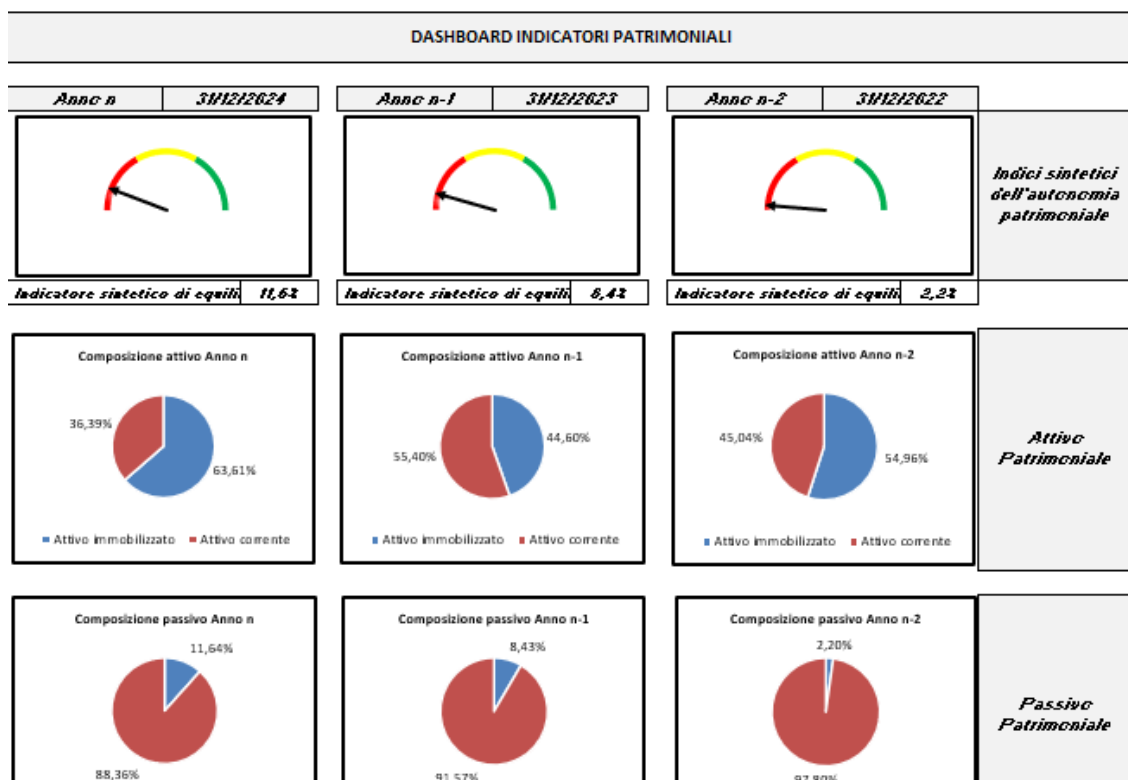 DASHBOARD INDICATORI PATRIMONIALI
Anno n 31/12/2024 Anno n-1 31/12/2023 Anno n-2 31/12/2022
Indici sintetici
dell'autonomia
patrimoniale
Indicatore sintetico di equili 11,6% Indicatore sintetico di equili 8,4% Indicatore sintetico di equili 2,2%
Composizione attivo Anno n
36,39%
63,61%
Attivo immobilizzato Attivo corrente
Composizione attivo Anno n-1
44,60%
55,40%
Attivo immobilizzato Attivo corrente
Composizione attivo Anno n-2
45,04%
54,96%
Attivo immobilizzato Attivo corrente
Attivo
Patrimoniale
Composizione passivo Anno n
11,64%
88,36%
Composizione passivo Anno n-1
8,43%
91,57%
Composizione passivo Anno n-2
2,20%
97,80%
Passivo
Patrimoniale